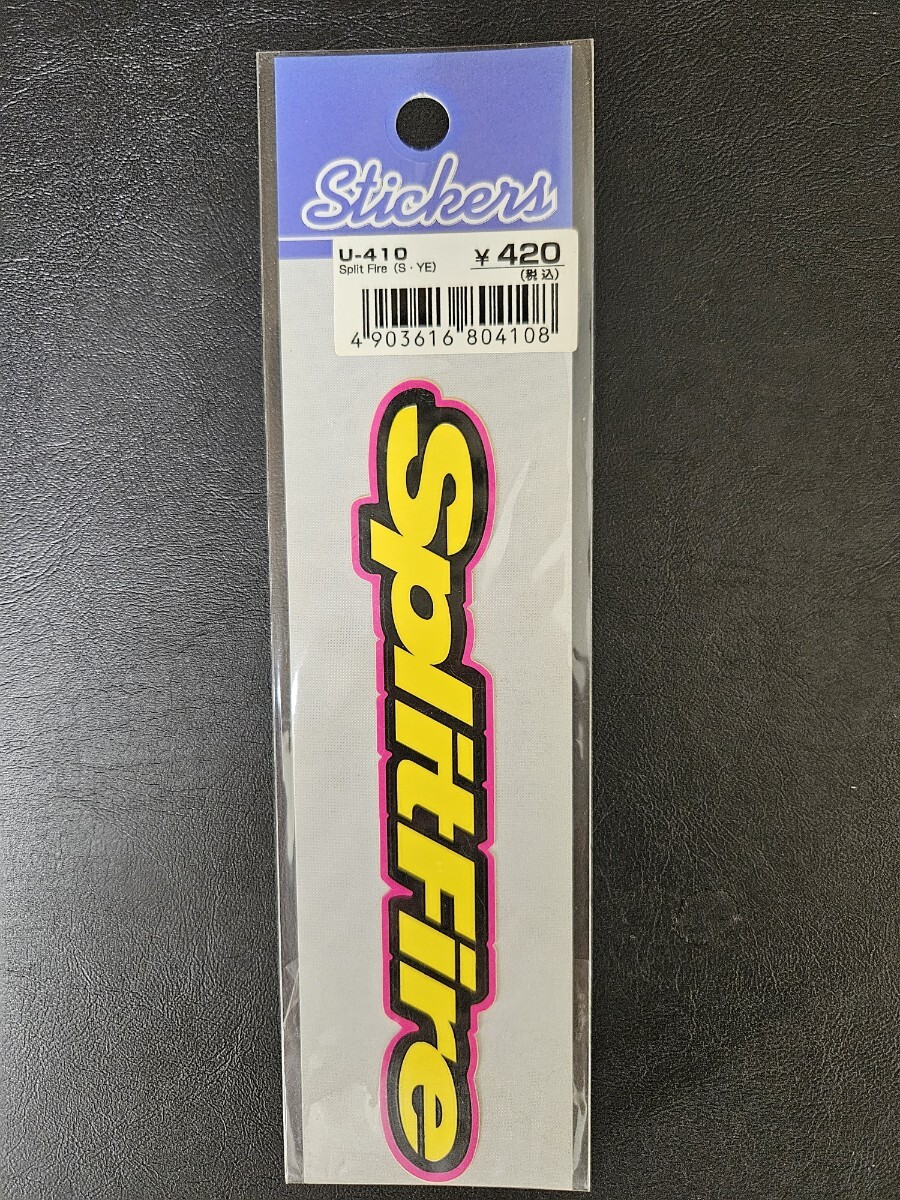 Stickers
U-410
Split Fire (S・YE)
¥420
(税込)
4 903616 804108
SplitFire